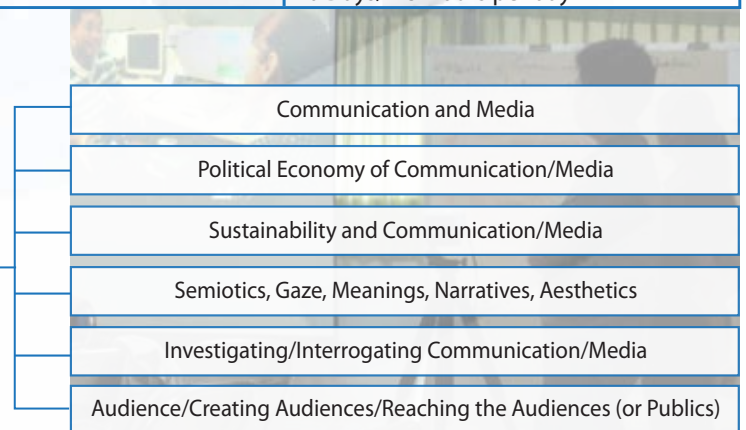 Communication and Media
Political Economy of Communication/Media
Sustainability and Communication/Media
Semiotics, Gaze, Meanings, Narratives, Aesthetics
Investigating/Interrogating Communication/Media
Audience/Creating Audiences/Reaching the Audiences (or Publics)